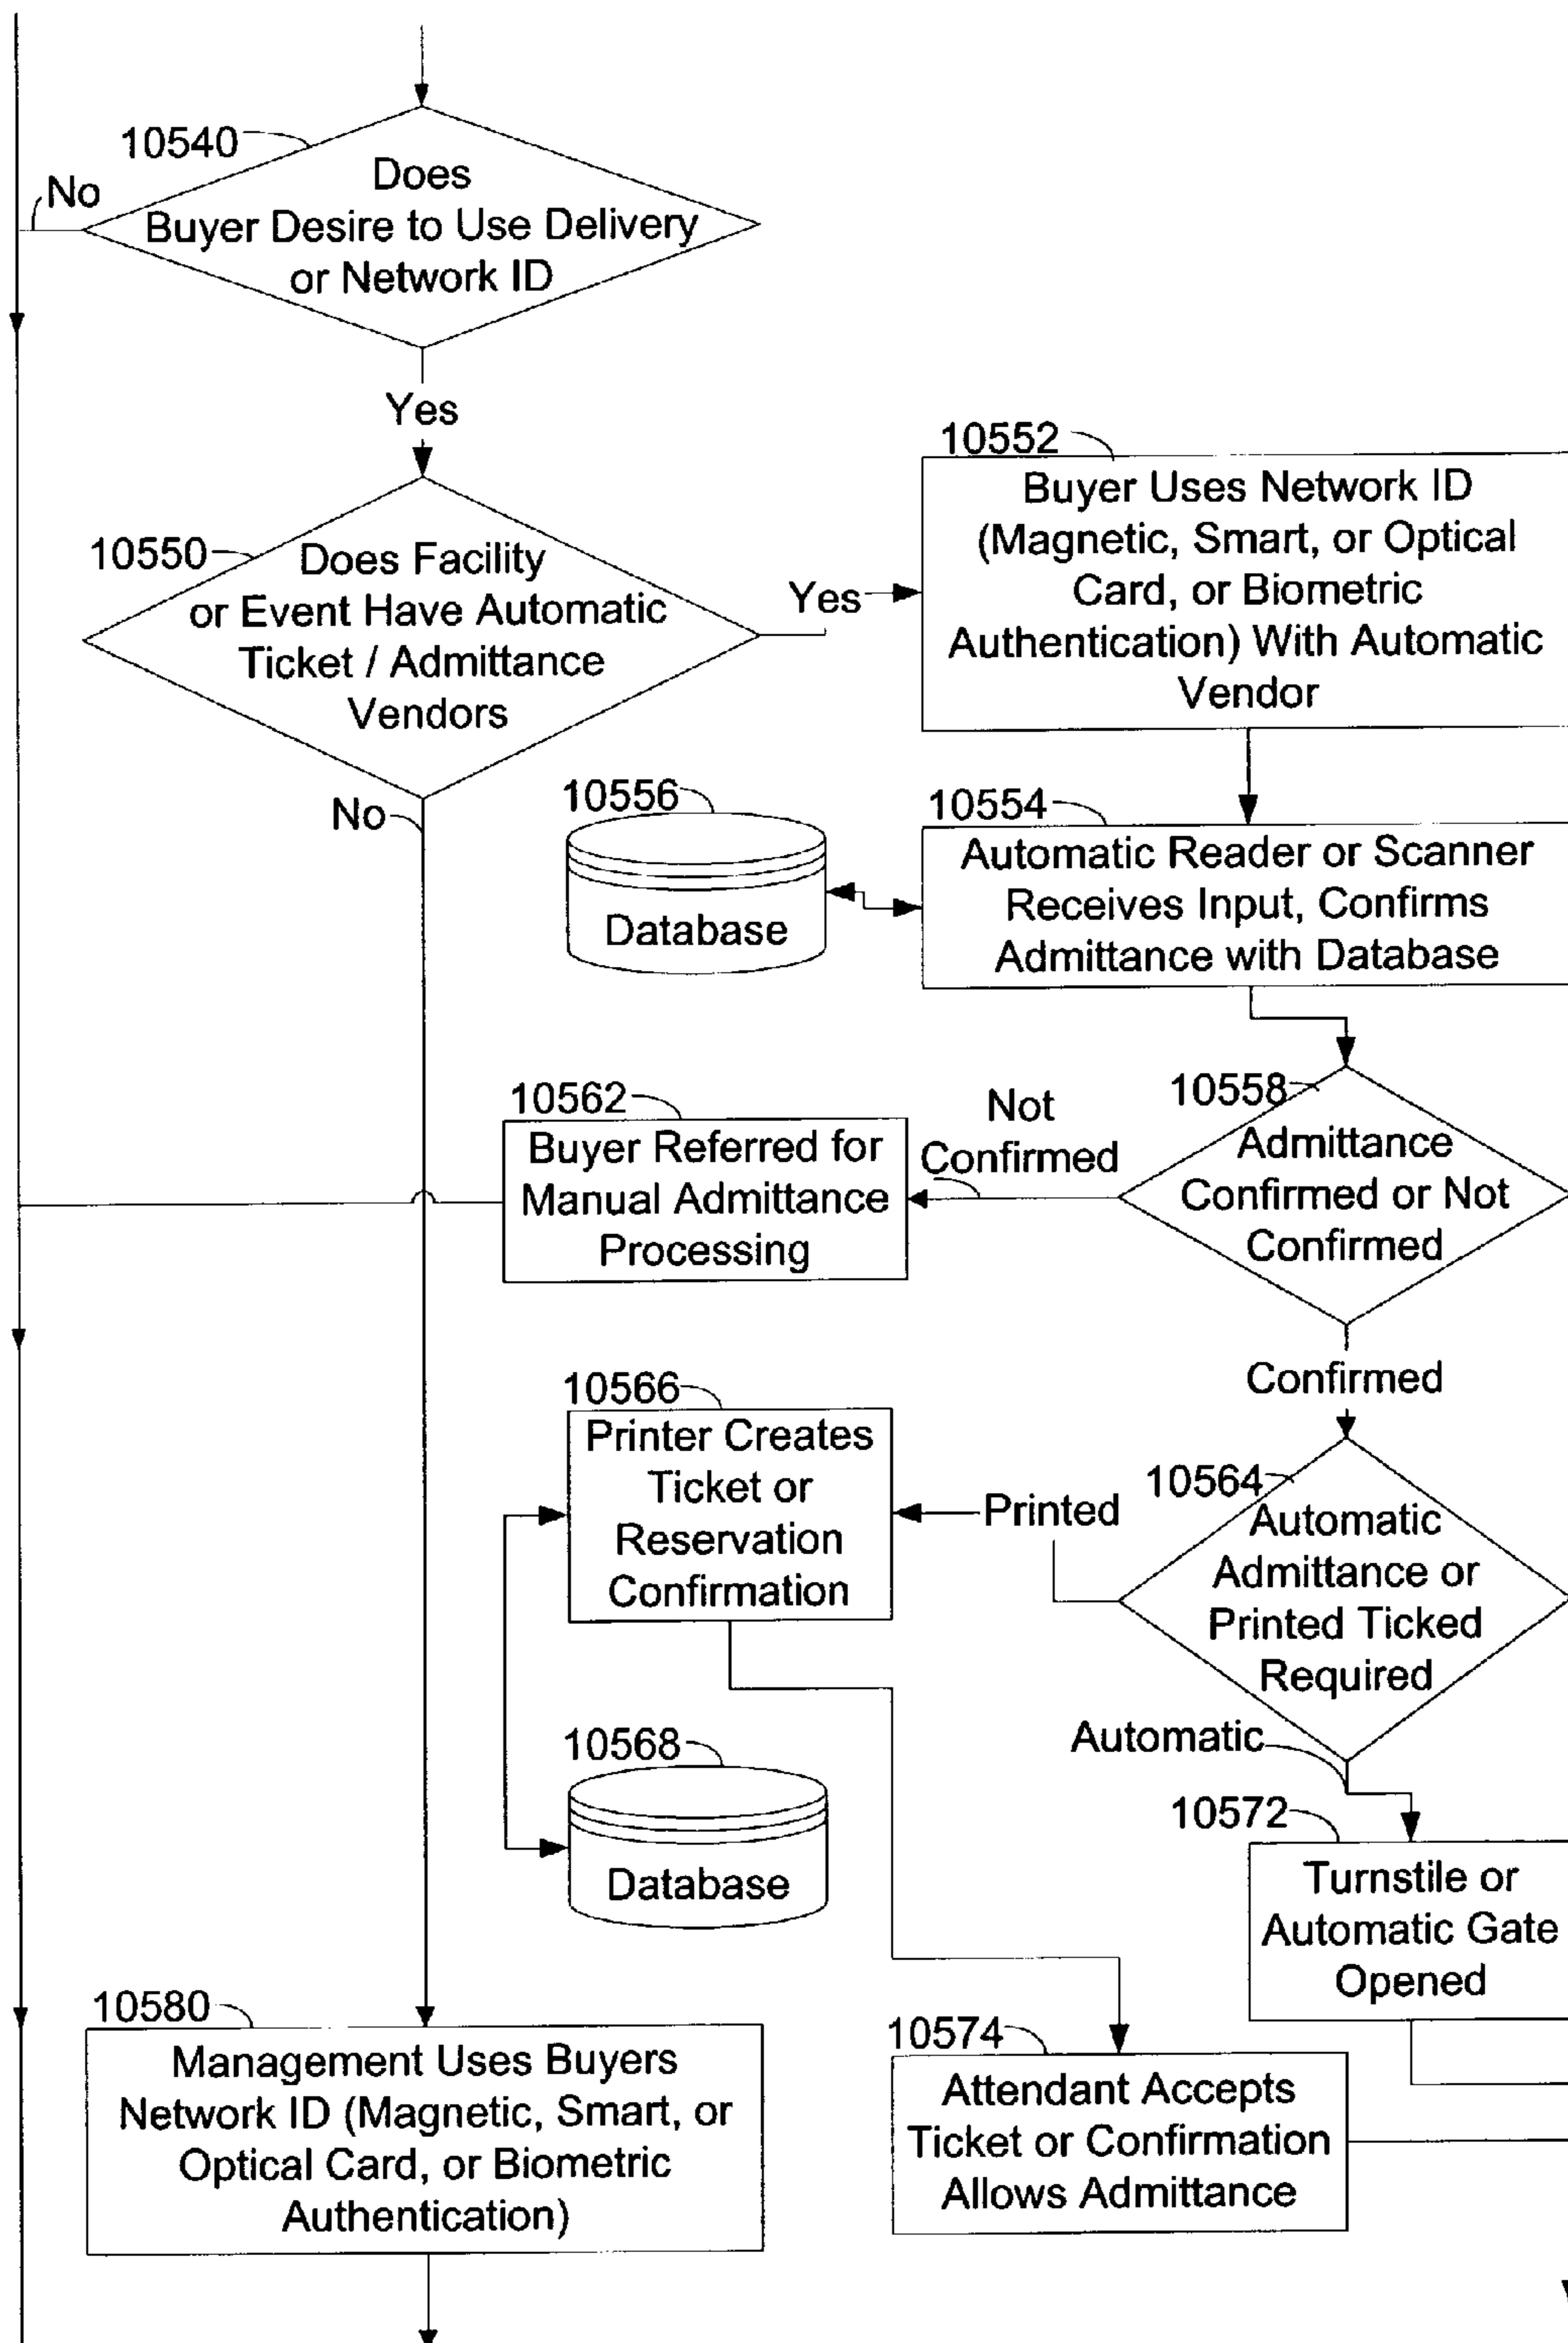 10540
No
Does
Buyer Desire to Use Delivery
or Network ID
Yes
10550
Does Facility
or Event Have Automatic
Ticket / Admittance
Vendors
Yes
No
10552
Buyer Uses Network ID
(Magnetic, Smart, or Optical
Card, or Biometric
Authentication) With Automatic
Vendor
10556
Database
10554
Automatic Reader or Scanner
Receives Input, Confirms
Admittance with Database
10562
Buyer Referred for
Manual Admittance
Processing
Not
Confirmed
10558
Admittance
Confirmed or Not
Confirmed
Confirmed
10566
Printer Creates
Ticket or
Reservation
Confirmation
Printed
10564
Automatic
Admittance or
Printed Ticked
Required
Automatic
10568
Database
10572
Turnstile or
Automatic Gate
Opened
10580
Management Uses Buyers
Network ID (Magnetic, Smart, or
Optical Card, or Biometric
Authentication)
10574
Attendant Accepts
Ticket or Confirmation
Allows Admittance